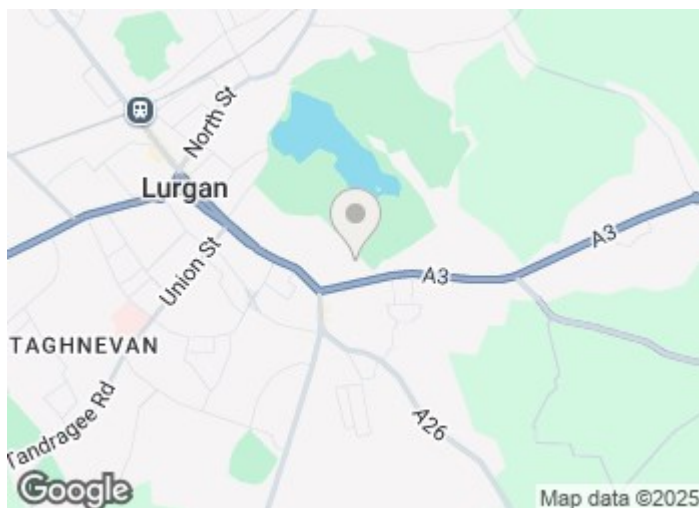 North St
Lurgan
Union St
A3
A3
TAGHNEVAN
Tandragee Rd
A26
Google
Map data ©2025